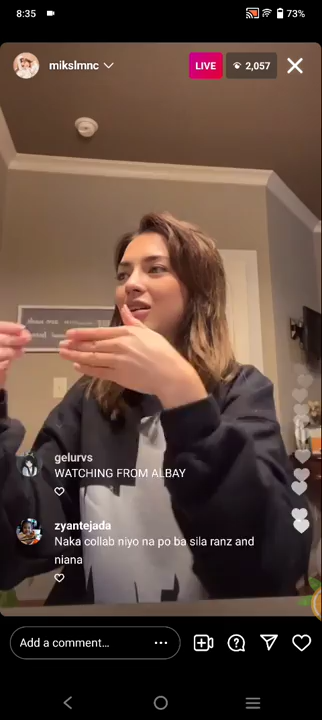 8:35
73%
mikslmnc
LIVE
2,057
gelurvs
WATCHING FROM ALBAY
zyantejada
Naka collab niyo na po ba sila ranz and
niana
Add a comment...